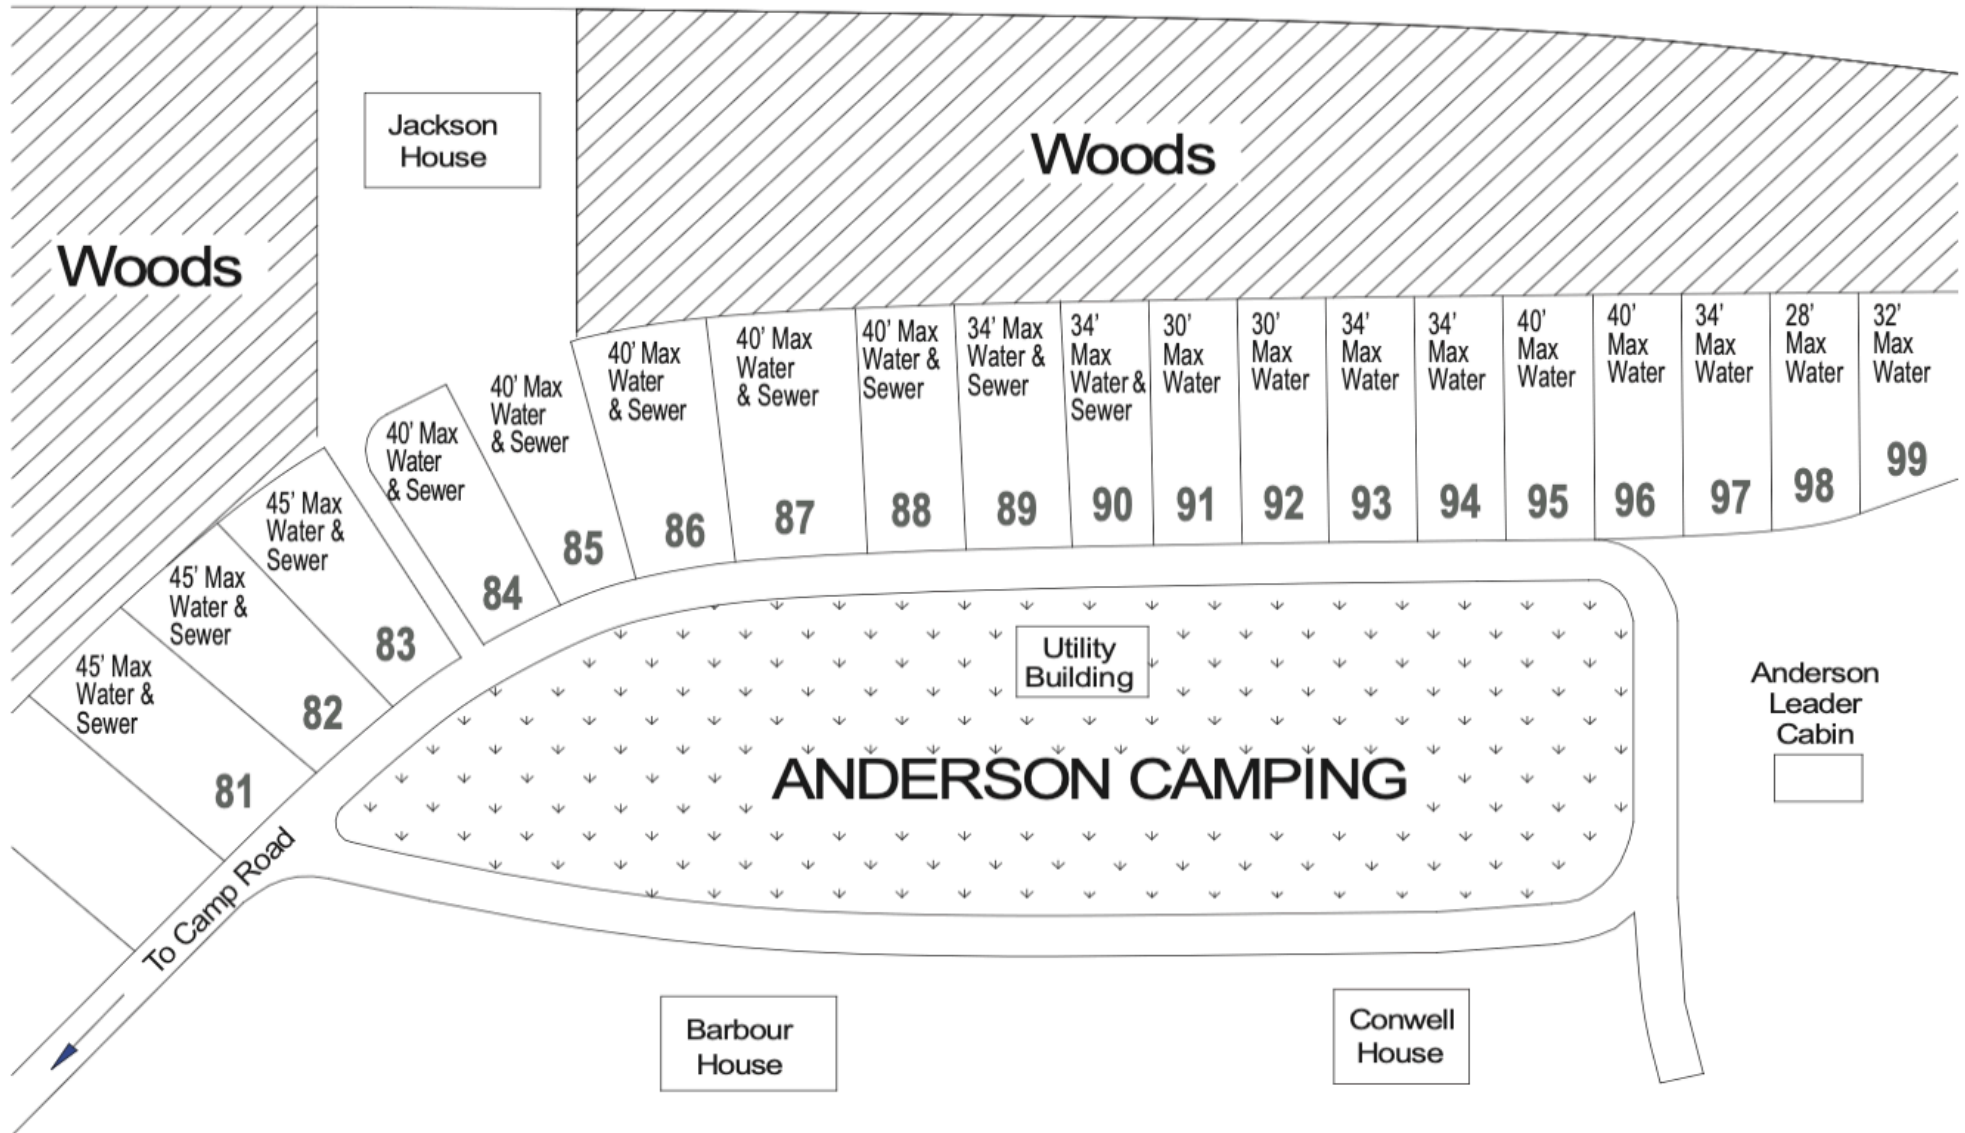 Jackson
House
Woods
Woods
45’ Max
Water &
Sewer
81
45’ Max
Water &
Sewer
82
45’ Max
Water &
Sewer
83
40’ Max
Water
& Sewer
84
40’ Max
Water
& Sewer
85
40’ Max
Water
& Sewer
86
40’ Max
Water
& Sewer
87
40’ Max
Water &
Sewer
88
34’ Max
Water &
Sewer
89
34’
Max
Water &
Sewer
90
30’
Max
Water
91
30’
Max
Water
92
34’
Max
Water
93
34’
Max
Water
94
40’
Max
Water
95
40’
Max
Water
96
34’
Max
Water
97
28’
Max
Water
98
32’
Max
Water
99
Utility
Building
ANDERSON CAMPING
Anderson
Leader
Cabin
To Camp Road
Barbour
House
Conwell
House